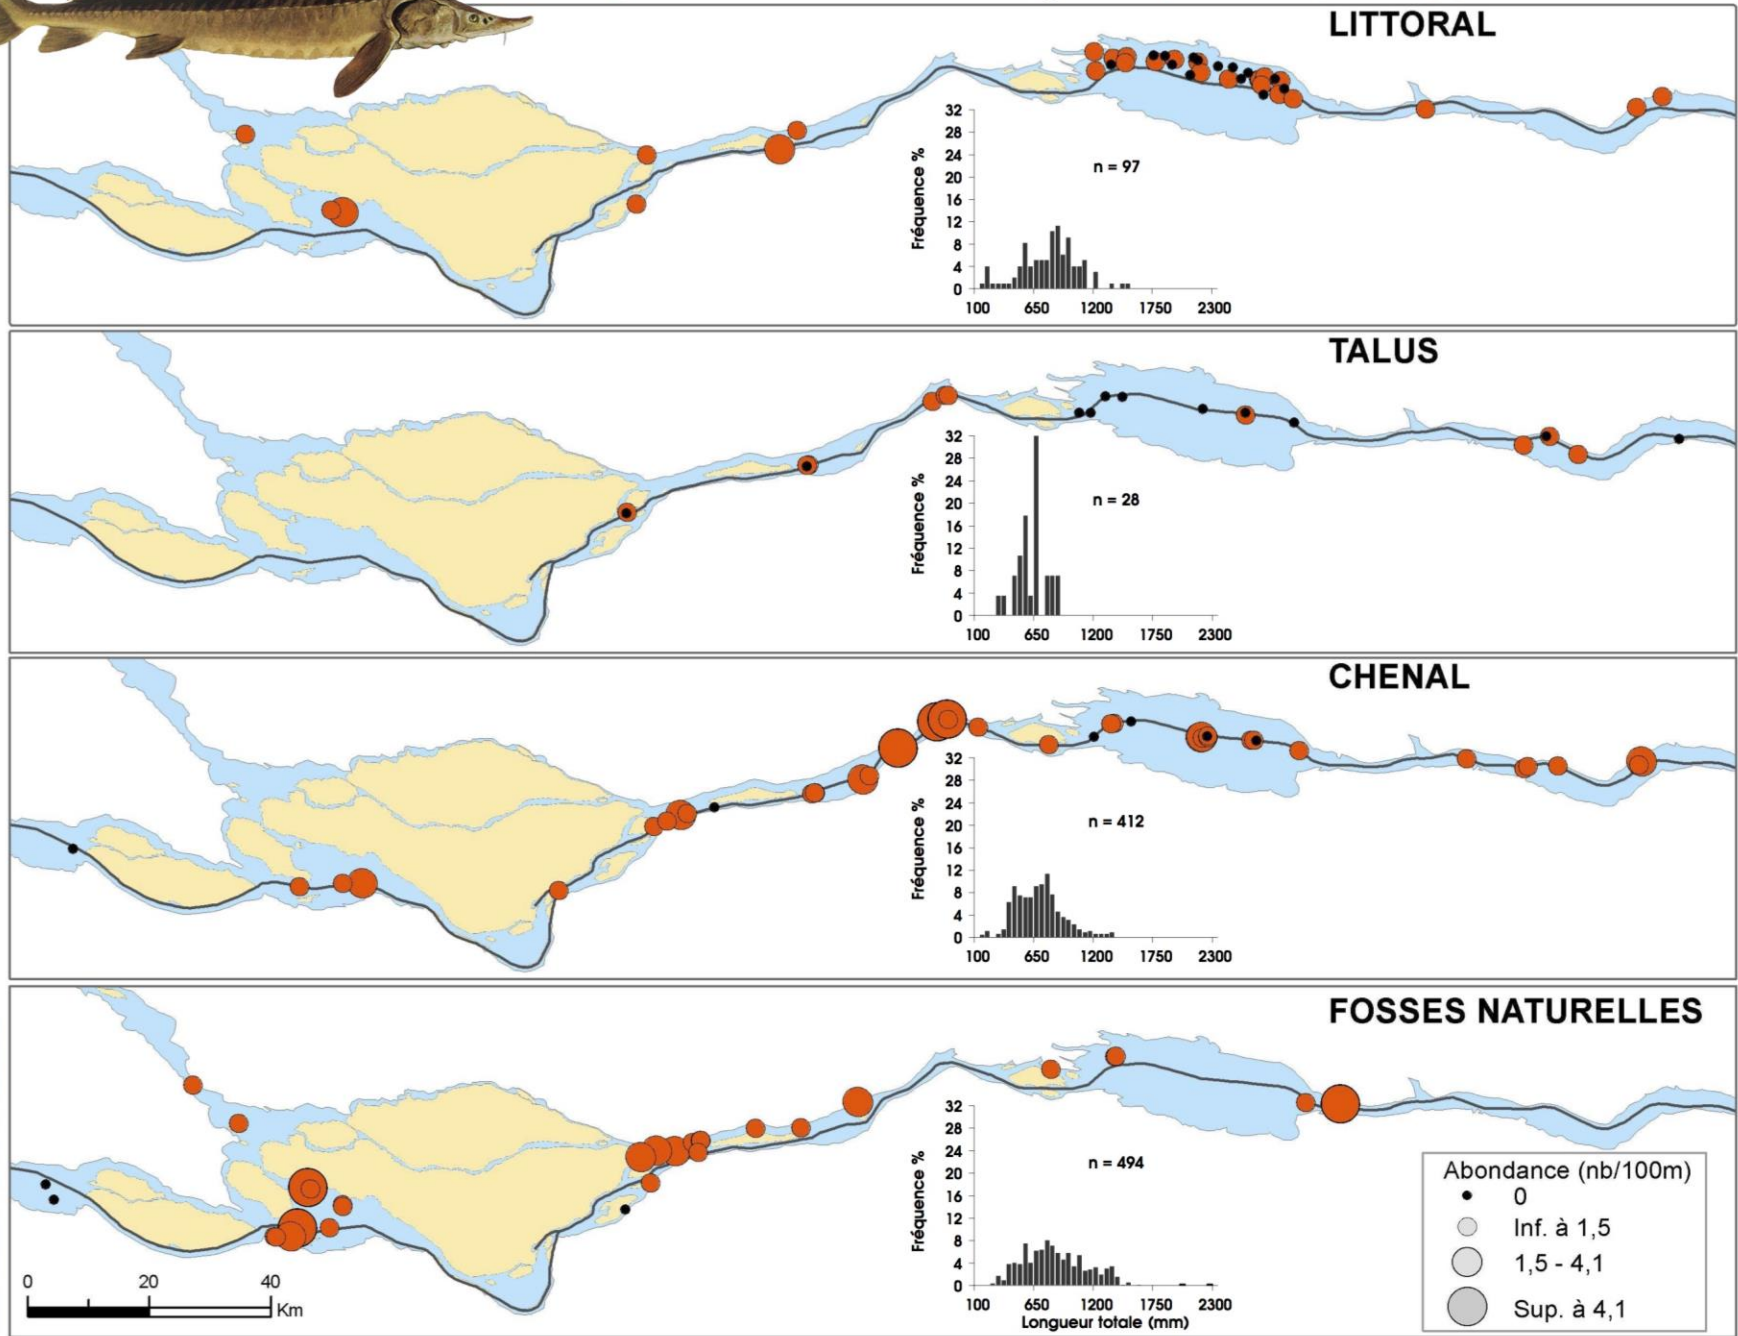 LITTORAL
Fréquence %
32
28
24
20
16
12
8
4
0
n = 97
100 650 1200 1750 2300
TALUS
Fréquence %
32
28
24
20
16
12
8
4
0
n = 28
100 650 1200 1750 2300
CHENAL
Fréquence %
32
28
24
20
16
12
8
4
0
n = 412
100 650 1200 1750 2300
FOSSES NATURELLES
Fréquence %
32
28
24
20
16
12
8
4
0
n = 494
100 650 1200 1750 2300
Longueur totale (mm)
0 20 40
Km
Abondance (nb/100m)
0
Inf. à 1,5
1,5 - 4,1
Sup. à 4,1